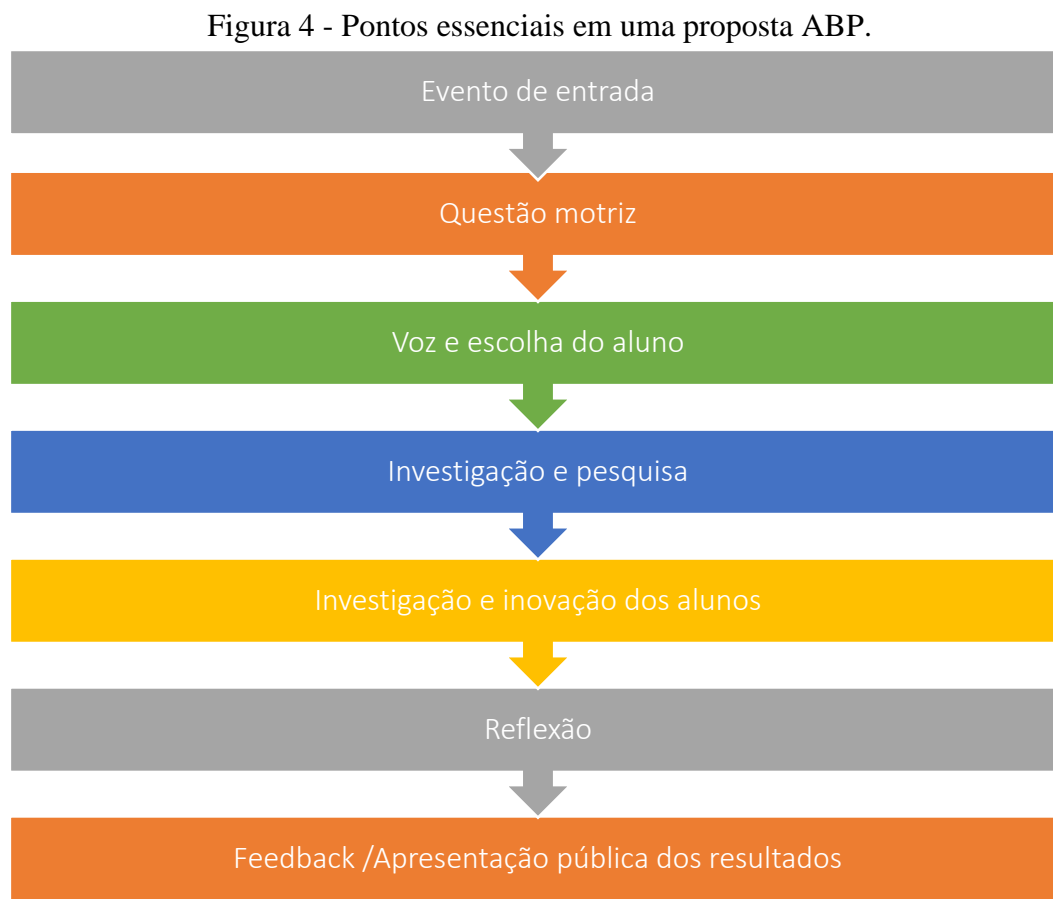 Figura 4 - Pontos essenciais em uma proposta ABP.
Evento de entrada
Questão motriz
Voz e escolha do aluno
Investigação e pesquisa
Investigação e inovação dos alunos
Reflexão
Feedback /Apresentação pública dos resultados